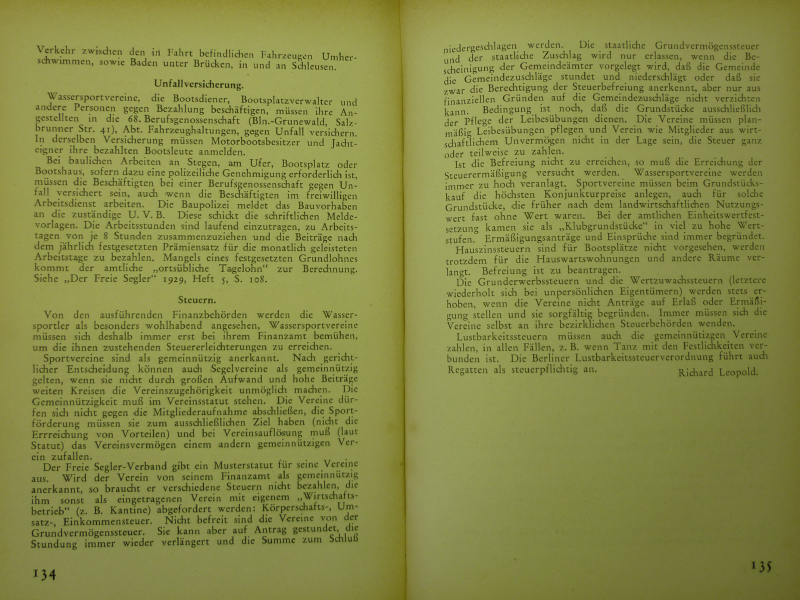 Verkehr zwischen den in Fahrt befindlichen Fahrzeugen Umher-
schwimmen, sowie Baden unter Brücken, in und an Schleusen.
Unfallversicherung.
Wassersportvereine, die Bootsdiener, Bootsplatzverwalter und
andere Personen gegen Bezahlung beschäftigen, müssen ihre An-
gestellten in die 68. Berufsgenossenschaft (Bln.-Grunewald, Salz-
brunner Str. 41), Abt. Fahrzeughaltungen, gegen Unfall versichern.
In derselben Versicherung müssen Motorbootsbesitzer und Jacht-
eigner ihre bezahlten Bootsleute anmelden.
Bei baulichen Arbeiten an Stegen, am Ufer, Bootsplatz oder
Bootshaus, sofern dazu eine polizeiliche Genehmigung erforderlich ist,
müssen die Beschäftigten bei einer Berufsgenossenschaft gegen Un-
fall versichert sein, auch wenn die Beschäftigten im freiwilligen
Arbeitsdienst arbeiten. Die Baupolizei meldet das Bauvorhaben
an die zuständige U. V. B. Diese schickt die schriftlichen Melde-
vorlagen. Die Arbeitsstunden sind laufend einzutragen, zu Arbeits-
tagen von je 8 Stunden zusammenzuziehen und die Beiträge nach
dem jährlich festgesetzten Prämiensatz für die monatlich geleisteten
Arbeitstage zu bezahlen. Mangels eines festgesetzten Grundlohnes
kommt der amtliche „ortsübliche Tagelohn" zur Berechnung.
Siehe „Der Freie Segler" 1929, Heft 5, S. 108.
Steuern.
Von den ausführenden Finanzbehörden werden die Wasser-
sportler als besonders wohlhabend angesehen, Wassersportvereine
müssen sich deshalb immer erst bei ihrem Finanzamt bemühen,
um die ihnen zustehenden Steuererleichterungen zu erreichen.
Sportvereine sind als gemeinnützig anerkannt. Nach gericht-
licher Entscheidung können auch Segelvereine als gemeinnützig
gelten, wenn sie nicht durch großen Aufwand und hohe Beiträge
weiten Kreisen die Vereinszugehörigkeit unmöglich machen. Die
Gemeinnützigkeit muß im Vereinsstatut stehen. Die Vereine dür-
fen sich nicht gegen die Mitgliederaufnahme abschließen, die Sport-
förderung müssen sie zum ausschließlichen Ziel haben (nicht die
Errreichung von Vorteilen) und bei Vereinsauflösung muß (laut
Statut) das Vereinsvermögen einem andern gemeinnützigen Ver-
ein zufallen.
Der Freie Segler-Verband gibt ein Musterstatut für seine Vereine
aus. Wird der Verein von seinem Finanzamt als gemeinnützig
anerkannt, so braucht er verschiedene Steuern nicht bezahlen, die
ihm sonst als eingetragenen Verein mit eigenem „Wirtschafts-
betrieb" (z. B. Kantine) abgefordert werden: Körperschafts-, Um-
satz-, Einkommensteuer. Nicht befreit sind die Vereine von der
Grundvermögenssteuer. Sie kann aber auf Antrag gestundet, die
Stundung immer wieder verlängert und die Summe zum Schluß
134
niedergeschlagen werden. Die staatliche Grundvermögenssteuer
und der staatliche Zuschlag wird nur erlassen, wenn die Be-
scheinigung der Gemeindeämter vorgelegt wird, daß die Gemeinde
die Gemeindezuschläge stundet und niederschlägt oder daß sie
zwar die Berechtigung der Steuerbefreiung anerkennt, aber nur aus
finanziellen Gründen auf die Gemeindezuschläge nicht verzichten
kann. Bedingung ist noch, daß die Grundstücke ausschließlich
der Pflege der Leibesübungen dienen. Die Vereine müssen plan-
mäßig Leibesübungen pflegen und Verein wie Mitglieder aus wirt-
schaftlichem Unvermögen nicht in der Lage sein, die Steuer ganz
oder teilweise zu zahlen.
Ist die Befreiung nicht zu erreichen, so muß die Erreichung der
Steuerermäßigung versucht werden. Wassersportvereine werden
immer zu hoch veranlagt. Sportvereine müssen beim Grundstücks-
kauf die höchsten Konjunkturpreise anlegen, auch für solche
Grundstücke, die früher nach dem landwirtschaftlichen Nutzungs-
wert fast ohne Wert waren. Bei der amtlichen Einheitswertfest-
setzung kamen sie als „Klubgrundstücke" in viel zu hohe Wert-
stufen. Ermäßigungsanträge und Einsprüche sind immer begründet.
Hauszinssteuern sind für Bootsplätze nicht vorgesehen, werden
trotzdem für die Hauswartswohnungen und andere Räume ver-
langt. Befreiung ist zu beantragen.
Die Grunderwerbssteuern und die Wertzuwachssteuern (letztere
wiederholt sich bei unpersönlichen Eigentümern) werden stets er-
hoben, wenn die Vereine nicht Anträge auf Erlaß oder Ermäßi-
gung stellen und sie sorgfältig begründen. Immer müssen sich die
Vereine selbst an ihre bezirklichen Steuerbehörden wenden.
Lustbarkeitssteuern müssen auch die gemeinnützigen Vereine
zahlen, in allen Fällen, z. B. wenn Tanz mit den Festlichkeiten ver-
bunden ist. Die Berliner Lustbarkeitssteuerverordnung führt auch
Regatten als steuerpflichtig an.
Richard Leopold.
135